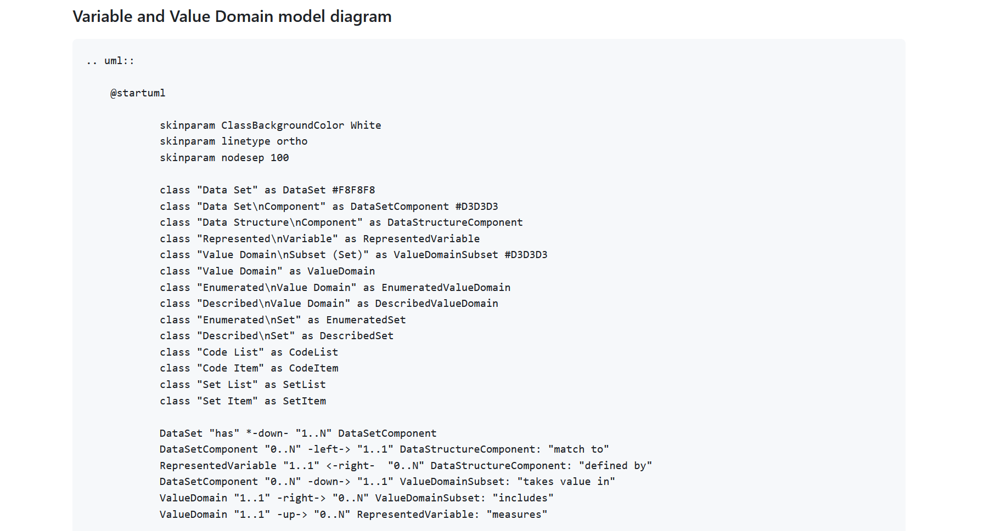 Variable and Value Domain model diagram
.. uml::
@startuml
skinparam ClassBackgroundColor White
skinparam linetype ortho
skinparam nodesep 100
class "Data Set" as DataSet #F8F8F8
class "Data Set\nComponent" as DataSetComponent #D3D3D3
class "Data Structure\nComponent" as DataStructureComponent
class "Represented\nVariable" as RepresentedVariable
class "Value Domain\nSubset (Set)" as ValueDomainSubset #D3D3D3
class "Value Domain" as ValueDomain
class "Enumerated\nValue Domain" as EnumeratedValueDomain
class "Described\nValue Domain" as DescribedValueDomain
class "Enumerated\nSet" as EnumeratedSet
class "Described\nSet" as DescribedSet
class "Code List" as CodeList
class "Code Item" as CodeItem
class "Set List" as SetList
class "Set Item" as SetItem
DataSet "has" *-down- "1..N" DataSetComponent
DataSetComponent "0..N" -left-> "1..1" DataStructureComponent: "match to"
RepresentedVariable "1..1" <-right-  "0..N" DataStructureComponent: "defined by"
DataSetComponent "0..N" -down-> "1..1" ValueDomainSubset: "takes value in"
ValueDomain "1..1" -right-> "0..N" ValueDomainSubset: "includes"
ValueDomain "1..1" -up-> "0..N" RepresentedVariable: "measures"